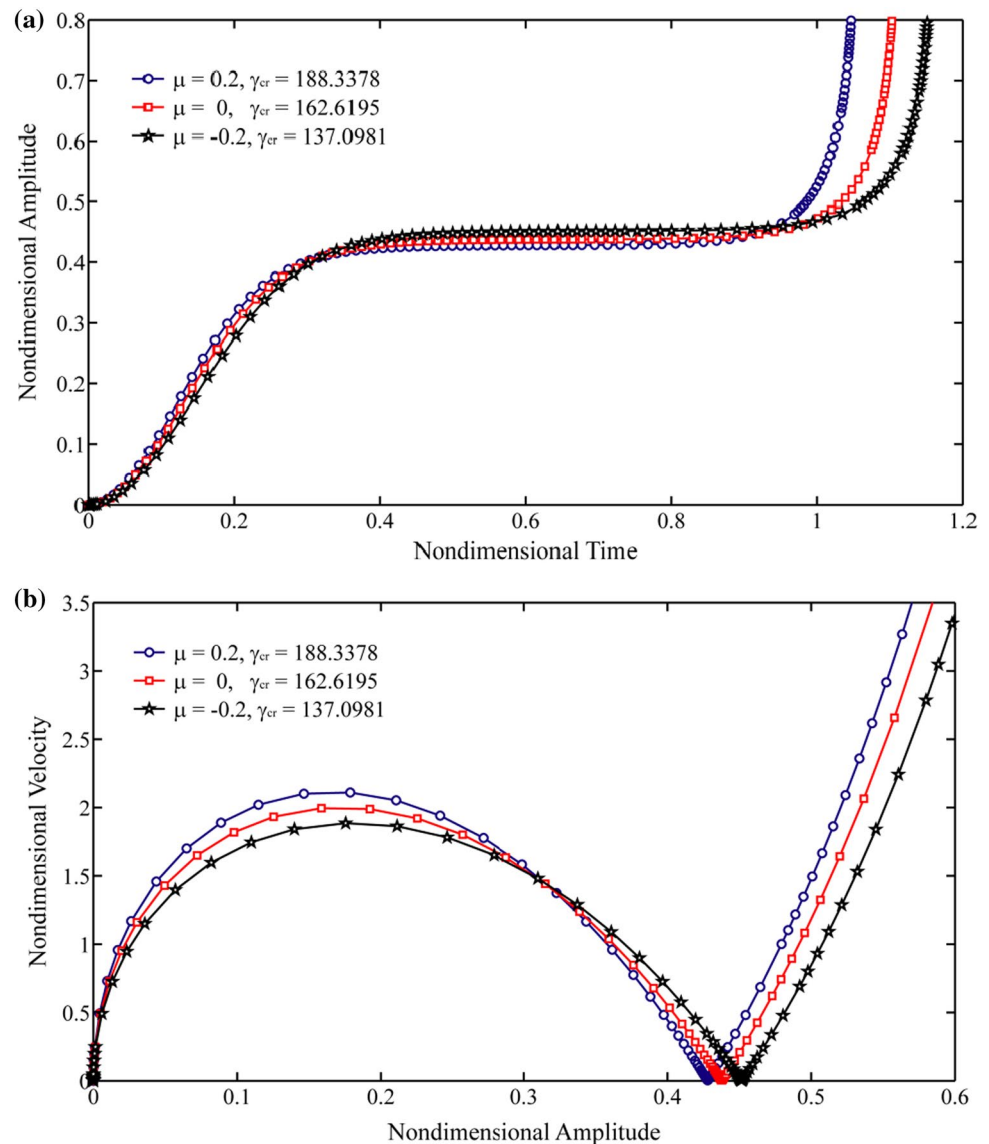 (a)
0.8
0.7
0.6
0.5
0.4
0.3
0.2
0.1
0
Nondimensional Amplitude
μ = 0.2, γcr = 188.3378
μ = 0, γcr = 162.6195
μ = -0.2, γcr = 137.0981
0 0.2 0.4 0.6 0.8 1 1.2
Nondimensional Time
(b)
3.5
3
2.5
2
1.5
1
0.5
0
Nondimensional Velocity
μ = 0.2, γcr = 188.3378
μ = 0, γcr = 162.6195
μ = -0.2, γcr = 137.0981
0 0.1 0.2 0.3 0.4 0.5 0.6
Nondimensional Amplitude